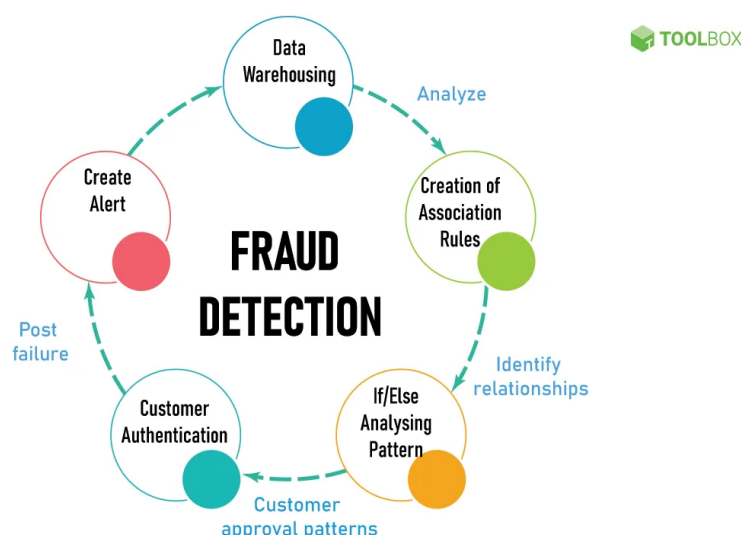 TOOLBOX
Data
Warehousing
Analyze
Creation of
Association
Rules
Identify
relationships
If/Else
Analysing
Pattern
Customer
approval patterns
Customer
Authentication
Post
failure
Create
Alert
FRAUD
DETECTION